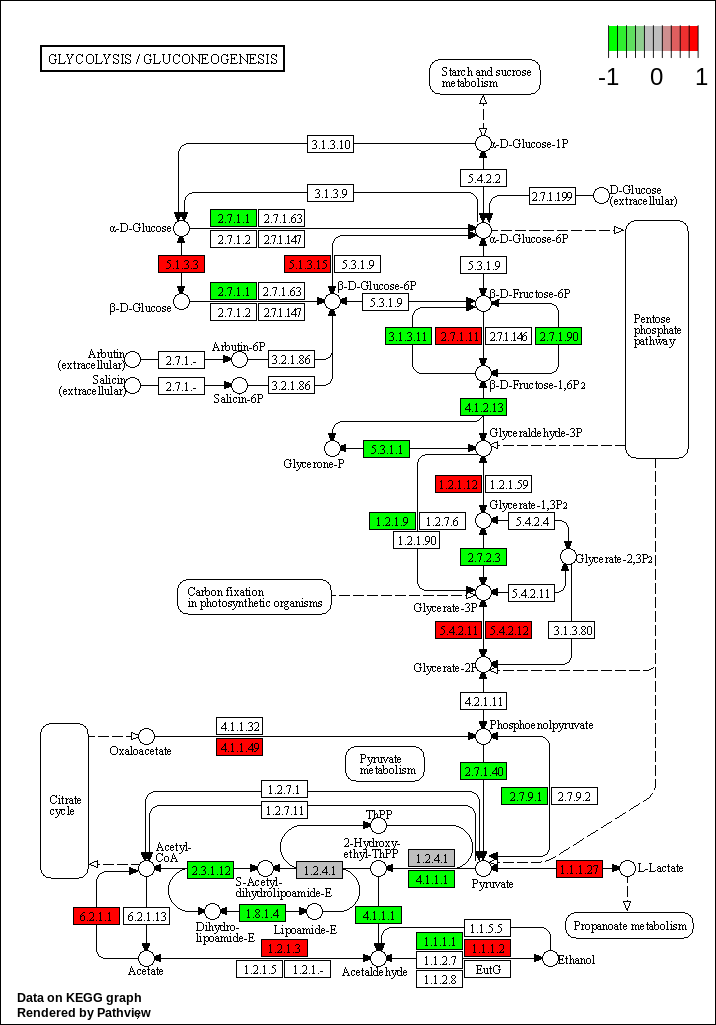 GLYCOLYSIS / GLUCONEOGENESIS
-1 0 1
Starch and sucrose
metabolism
3.1.3.10
α-D-Glucose-1P
5.4.2.2
3.1.3.9
2.7.1.199
D-Glucose
(extracellular)
α-D-Glucose
2.7.1.1
2.7.1.63
2.7.1.2
2.7.1.147
α-D-Glucose-6P
5.1.3.3
5.1.3.15
5.3.1.9
5.3.1.9
β-D-Glucose-6P
β-D-Glucose
2.7.1.1
2.7.1.63
2.7.1.2
2.7.1.147
5.3.1.9
β-D-Fructose-6P
Pentose
phosphate
pathway
3.1.3.11
2.7.1.11
2.7.1.146
2.7.1.90
Arbutin
(extracellular)
2.7.1.-
Arbutin-6P
3.2.1.86
Salicin
(extracellular)
2.7.1.-
Salicin-6P
3.2.1.86
β-D-Fructose-1,6P2
4.1.2.13
Glyceraldehyde-3P
5.3.1.1
Glycerone-P
1.2.1.12
1.2.1.59
Glycerate-1,3P2
1.2.1.9
1.2.7.6
1.2.1.90
5.4.2.4
2.7.2.3
Glycerate-2,3P2
Carbon fixation
in photosynthetic organisms
5.4.2.11
Glycerate-3P
5.4.2.11
5.4.2.12
3.1.3.80
Glycerate-2P
4.2.1.11
4.1.1.32
4.1.1.49
Oxaloacetate
Phosphoenolpyruvate
Pyruvate
metabolism
2.7.1.40
2.7.9.1
2.7.9.2
Citrate
cycle
1.2.7.1
1.2.7.11
ThPP
Acetyl-
CoA
2-Hydroxy-
ethyl-ThPP
2.3.1.12
S-Acetyl-
dihydrolipoamide-E
1.2.4.1
1.2.4.1
4.1.1.1
Pyruvate
1.1.1.27
L-Lactate
6.2.1.1
6.2.1.13
Dihydro-
lipoamide-E
1.8.1.4
Lipoamide-E
4.1.1.1
Propanoate metabolism
1.2.1.3
1.2.1.5
1.2.1.-
Acetate
Acetaldehyde
1.1.5.5
1.1.1.1
1.1.1.2
1.1.2.7
EutG
1.1.2.8
Ethanol
Data on KEGG graph
Rendered by Pathview